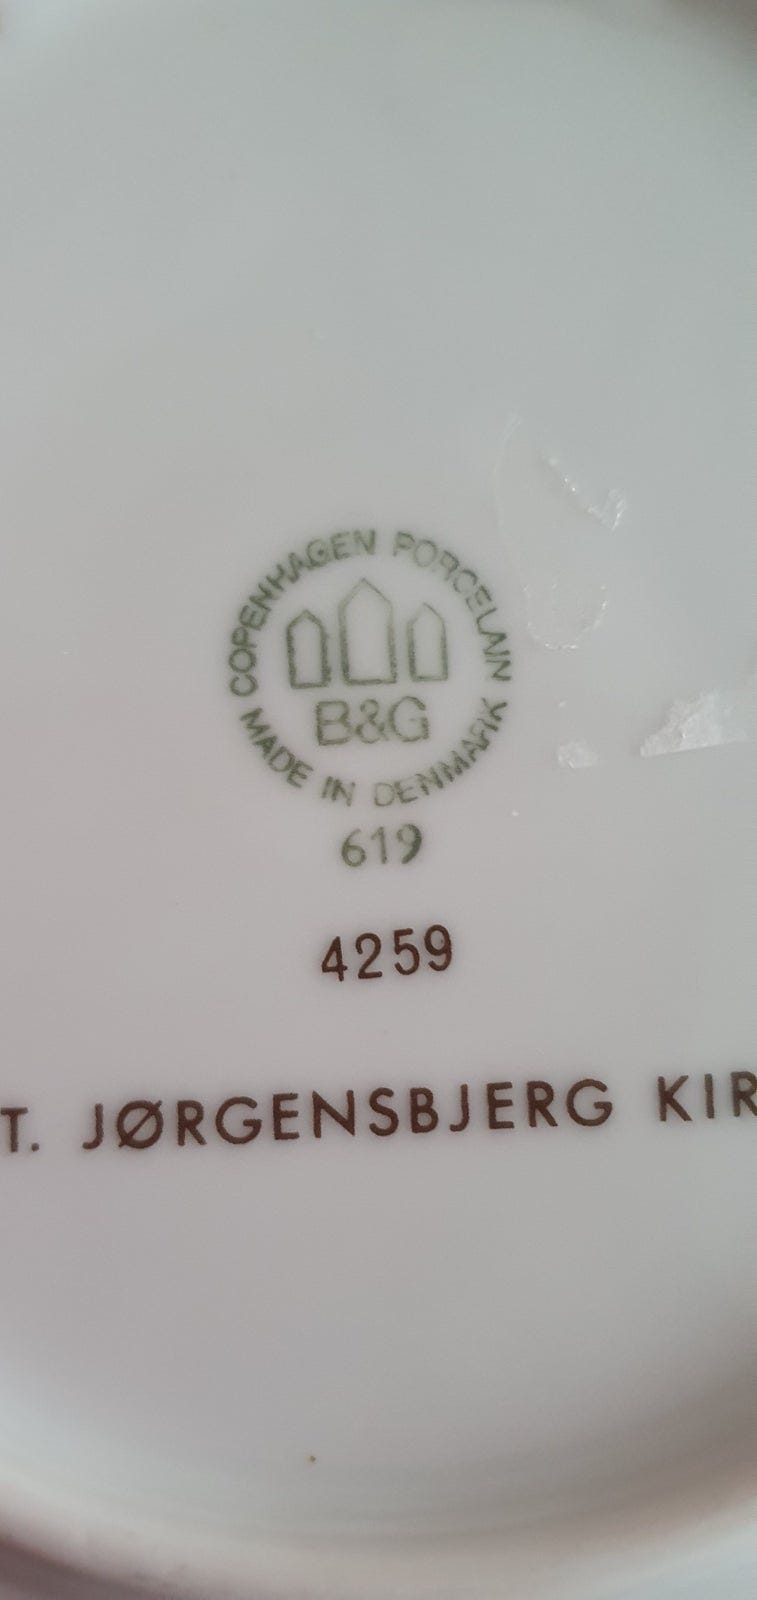 COPENHAGEN PORCELAIN
B&G
MADE IN DENMARK
619
4259
T. JØRGENSBJERG KIR